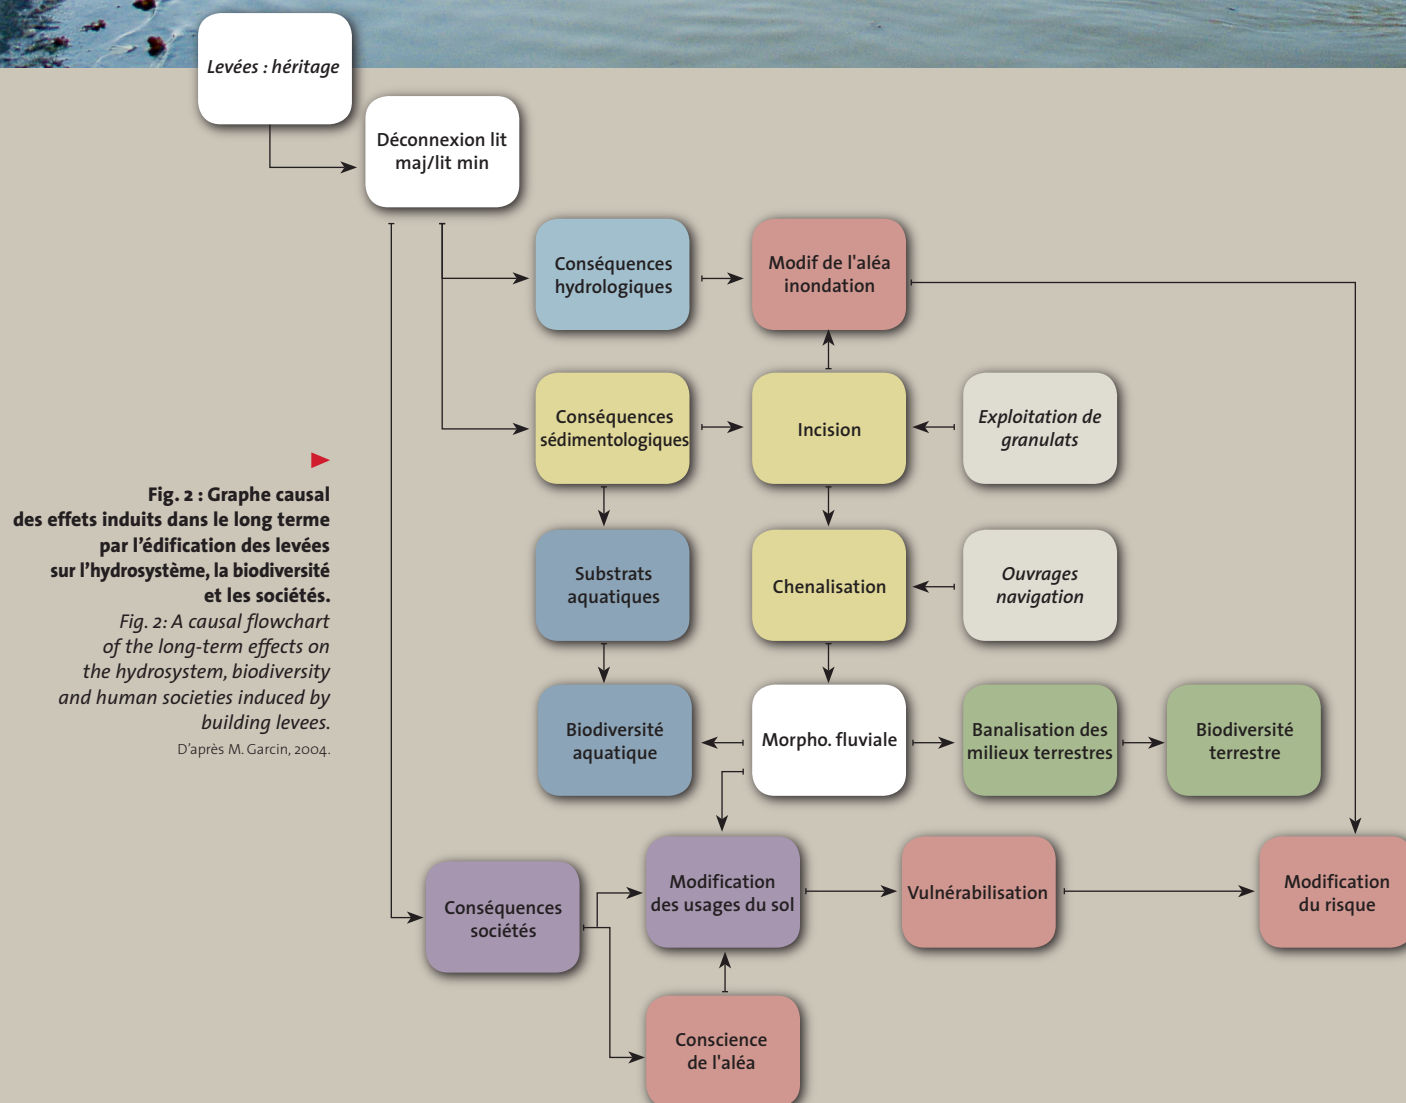 Levées : héritage
Déconnexion lit
maj/lit min
Conséquences
hydrologiques
Modif de l'aléa
inondation
Conséquences
sédimentologiques
Incision
Exploitation de
granulats
Fig. 2 : Graphe causal
des effets induits dans le long terme
par l'édification des levées
sur l'hydrosystème, la biodiversité
et les sociétés.
Fig. 2: A causal flowchart
of the long-term effects on
the hydrosystem, biodiversity
and human societies induced by
building levees.
D'après M. Garcin, 2004.
Substrats
aquatiques
Chenalisation
Ouvrages
navigation
Biodiversité
aquatique
Morpho. fluviale
Banalisation des
milieux terrestres
Biodiversité
terrestre
Conséquences
sociétés
Modification
des usages du sol
Vulnérabilisation
Modification
du risque
Conscience
de l'aléa